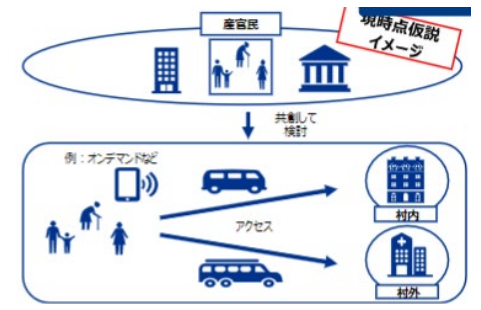 産官民
現時点仮説
イメージ
共創して
検討
例：オンデマンドなど
アクセス
村内
村外